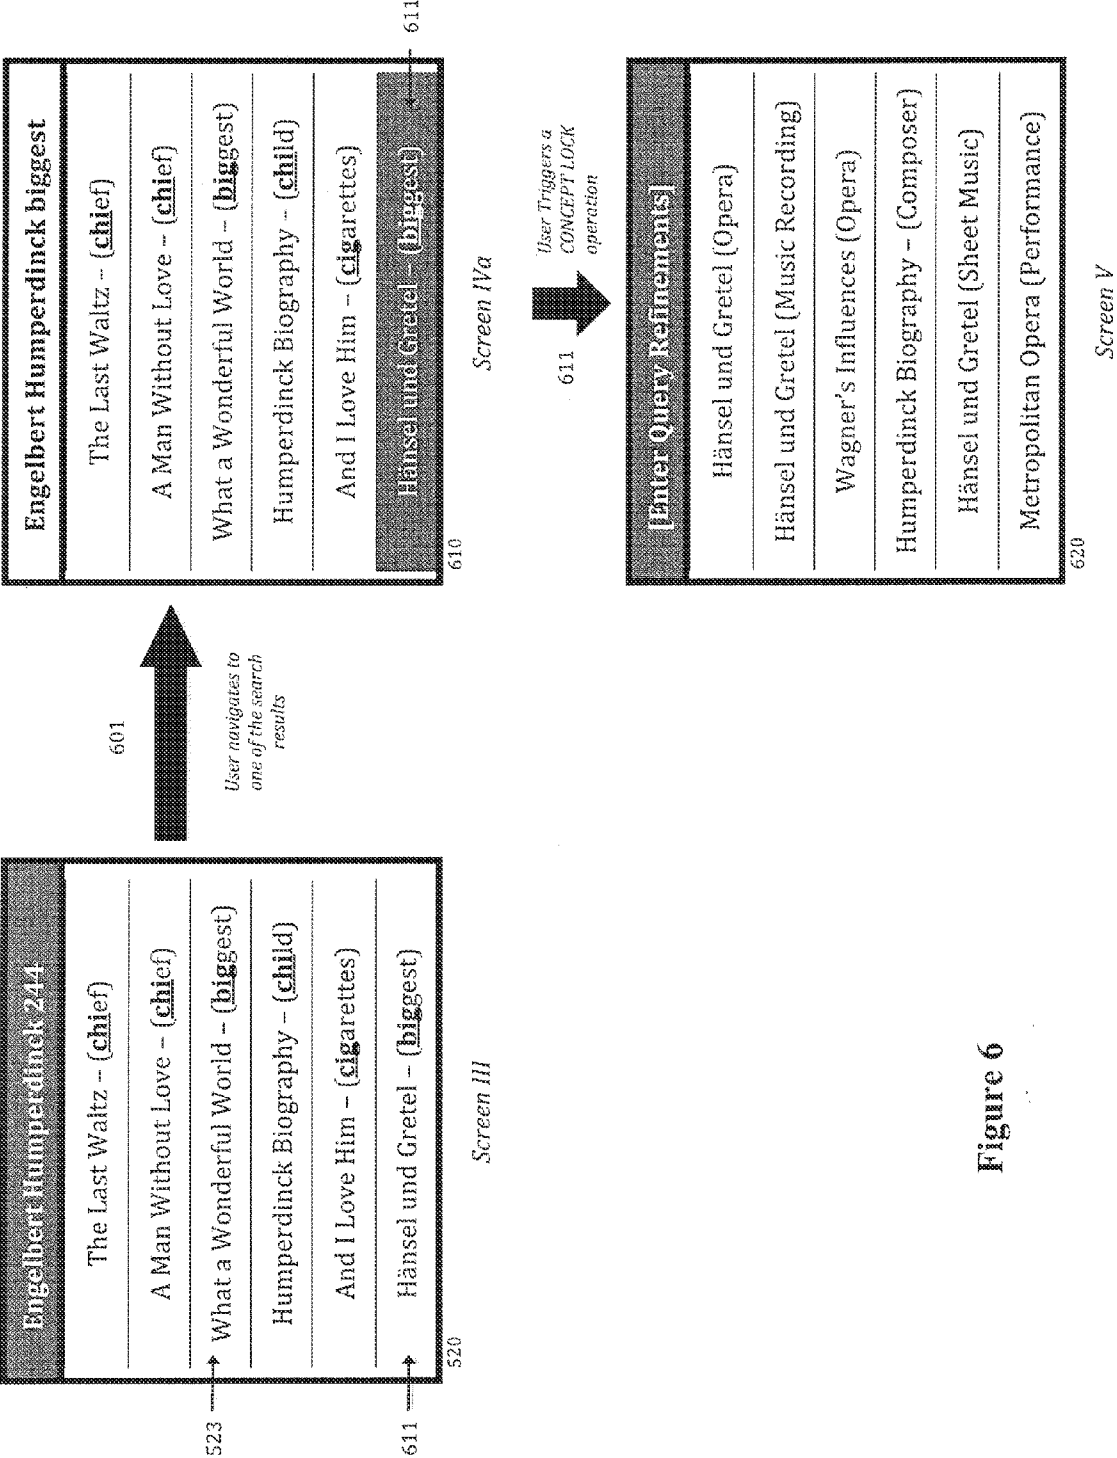 Engelbert Humperdinck 244
The Last Waltz – (chief)
A Man Without Love – (chief)
523
What a Wonderful World – (biggest)
Humperdinck Biography – (child)
And I Love Him – (cigarettes)
611
Hänsel und Gretel – (biggest)
520
Screen III
601
User navigates to
one of the search
results
Engelbert Humperdinck biggest
The Last Waltz – (chief)
A Man Without Love – (chief)
What a Wonderful World – (biggest)
Humperdinck Biography – (child)
And I Love Him – (cigarettes)
Hänsel und Gretel – (biggest)
611
610
Screen IVa
611
User Triggers a
CONCEPT LOCK
operation
[Enter Query Refinements]
Hänsel und Gretel (Opera)
Hänsel und Gretel (Music Recording)
Wagner's Influences (Opera)
Humperdinck Biography – (Composer)
Hänsel und Gretel (Sheet Music)
Metropolitan Opera (Performance)
620
Screen V
Figure 6